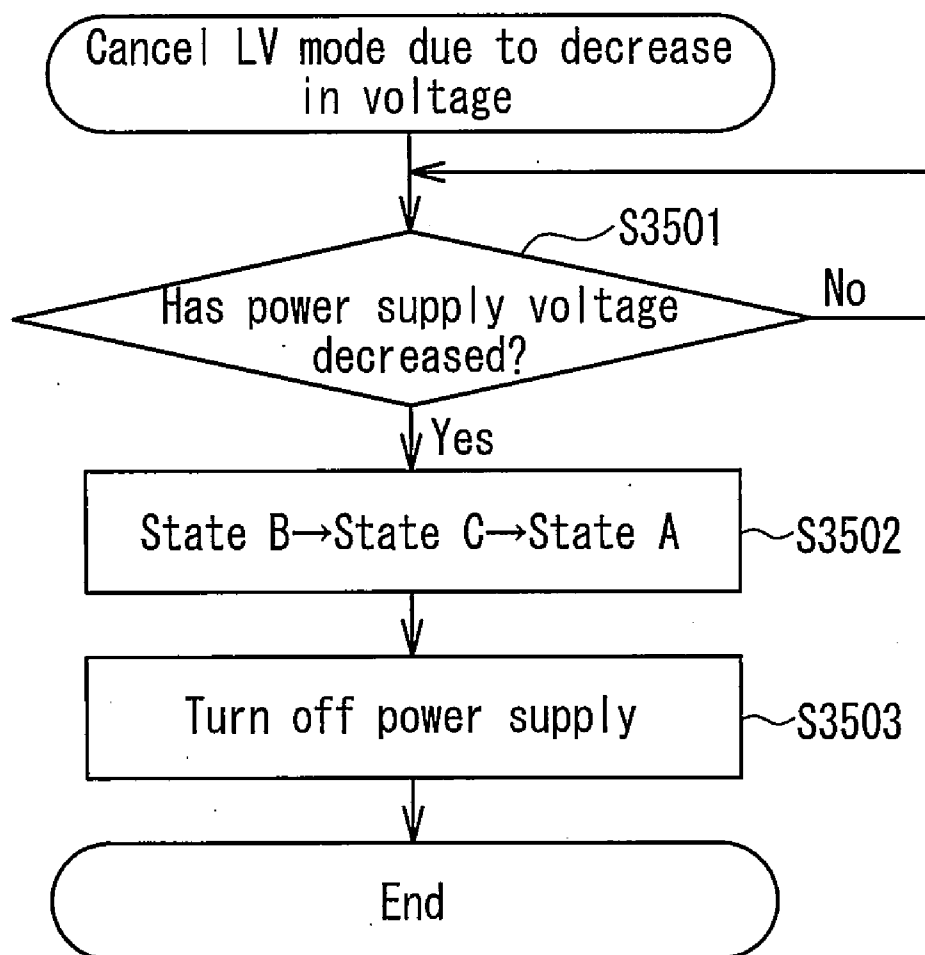 Cancel LV mode due to decrease
in voltage
S3501
Has power supply voltage
decreased?
No
Yes
State B→State C→State A
S3502
Turn off power supply
S3503
End